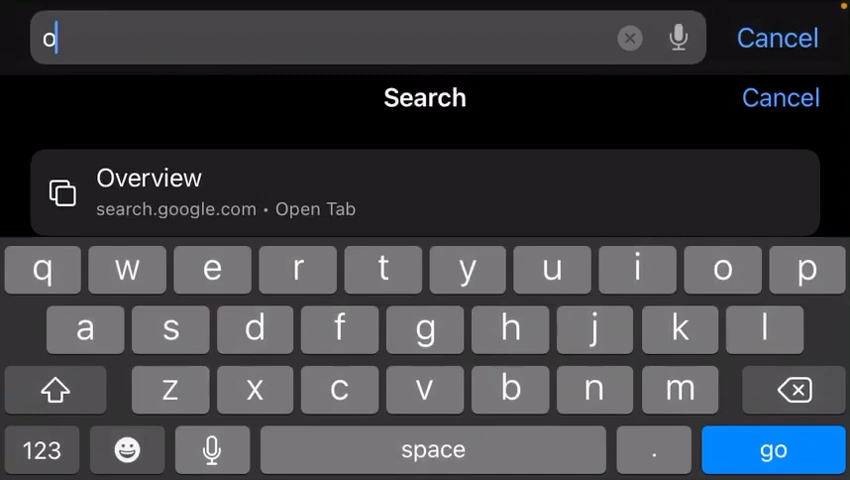 o
Cancel
Search
Cancel
Overview
search.google.com • Open Tab
q w e r t y u i o p
a s d f g h j k l
z x c v b n m
123
space
.
go